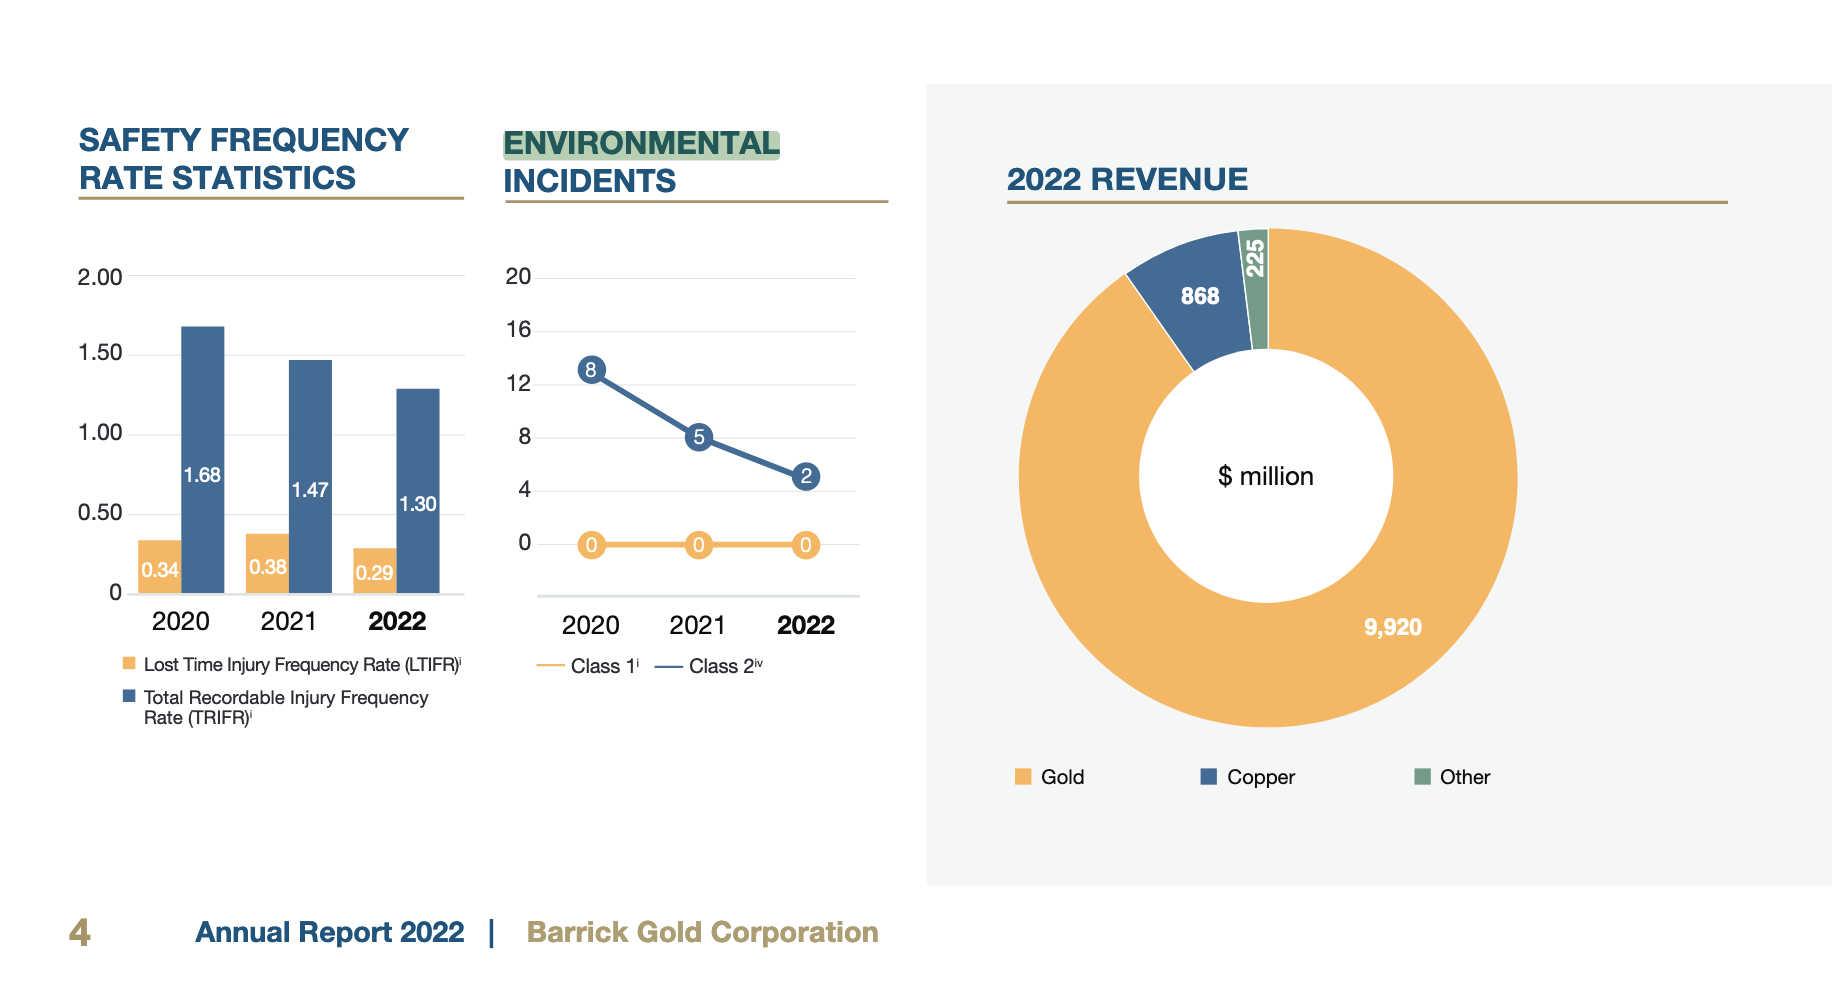 SAFETY FREQUENCY
RATE STATISTICS
2.00
1.50
1.00
0.50
0
0.34
1.68
0.38
1.47
0.29
1.30
2020
2021
2022
Lost Time Injury Frequency Rate (LTIFR)i
Total Recordable Injury Frequency
Rate (TRIFR)i
ENVIRONMENTAL
INCIDENTS
20
16
12
8
4
0
8
5
2
0
0
0
2020
2021
2022
Class 1i
Class 2iv
2022 REVENUE
225
868
$ million
9,920
Gold
Copper
Other
4
Annual Report 2022 | Barrick Gold Corporation